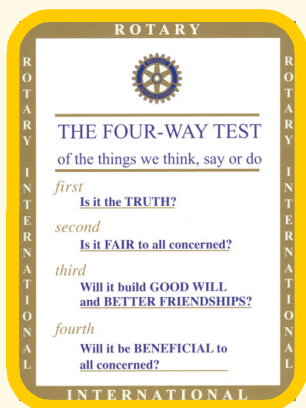 ROTARY
ROTARY INTERNATIONAL
ROTARY INTERNATIONAL
ROTARY
INTERNATIONAL
THE FOUR-WAY TEST
of the things we think, say or do
first
Is it the TRUTH?
second
Is it FAIR to all concerned?
third
Will it build GOOD WILL
and BETTER FRIENDSHIPS?
fourth
Will it be BENEFICIAL to
all concerned?
INTERNATIONAL